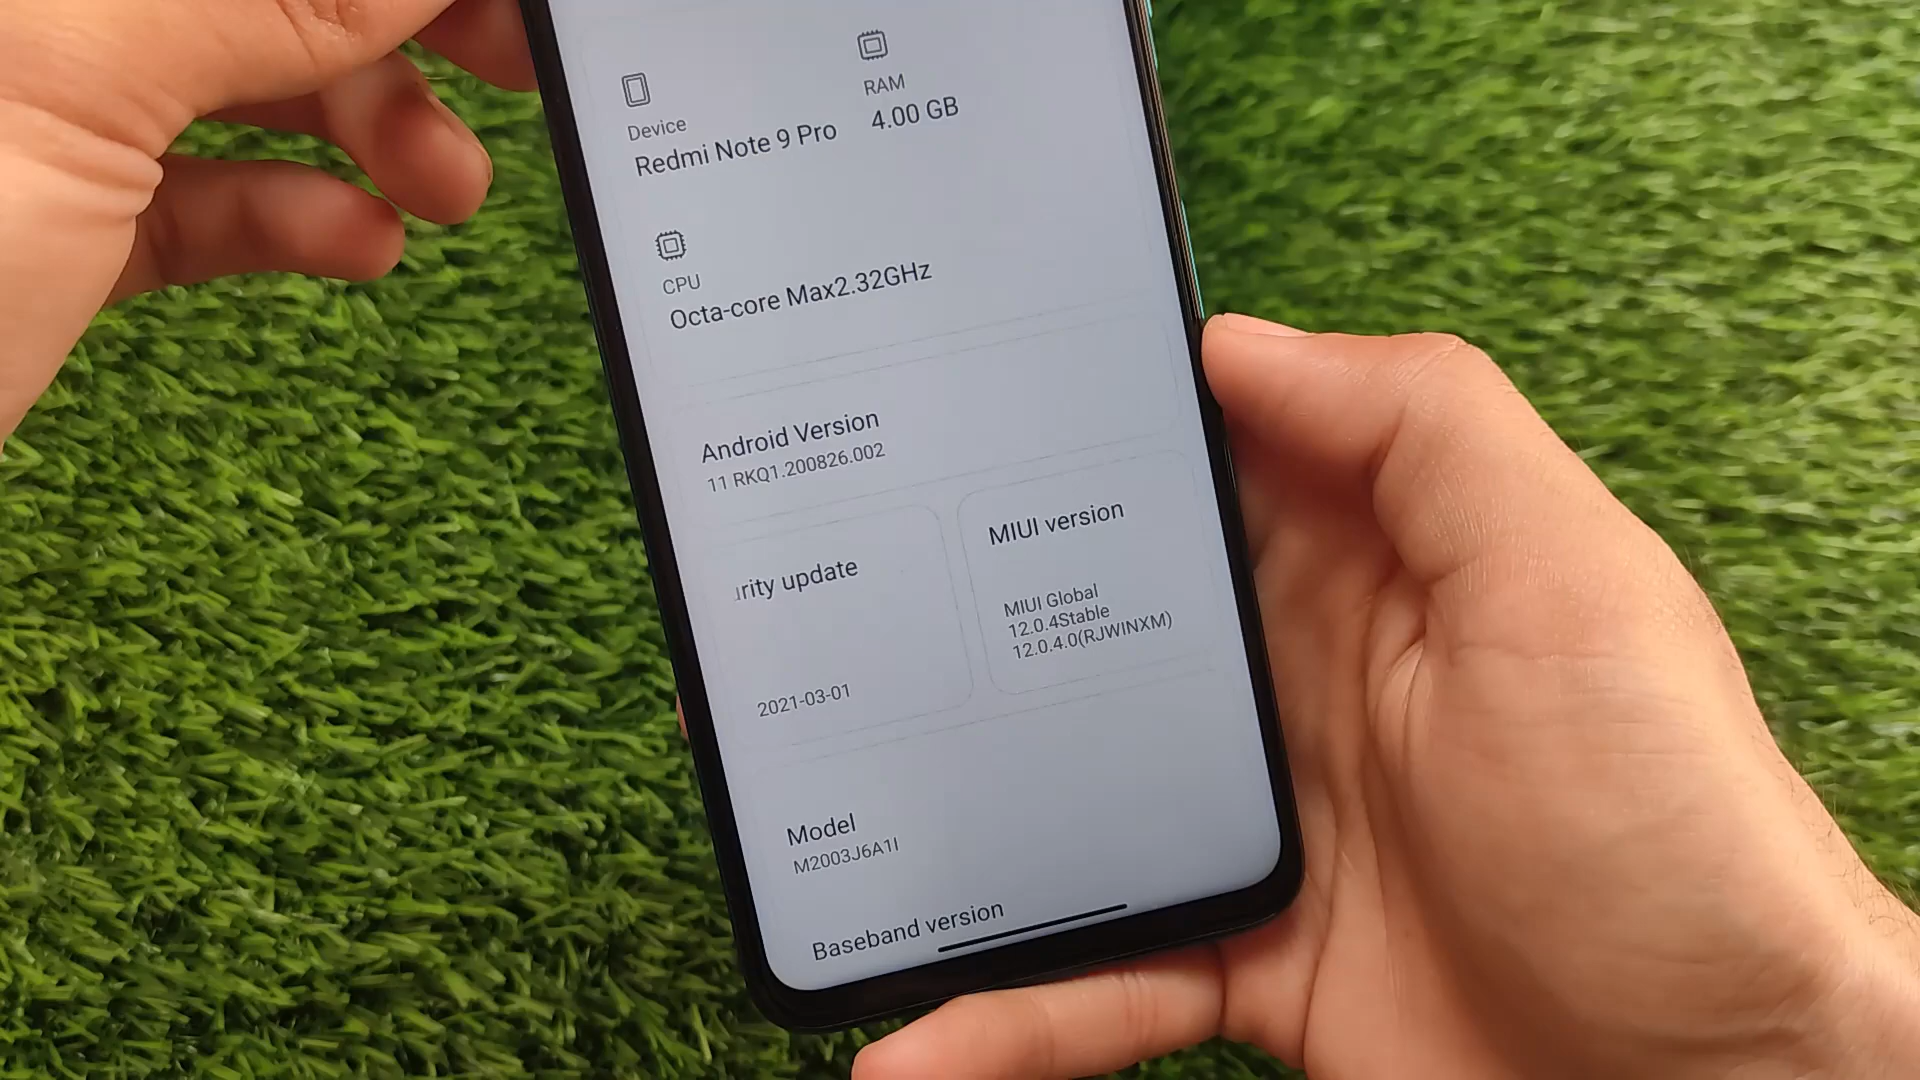 Device
Redmi Note 9 Pro
RAM
4.00 GB
CPU
Octa-core Max2.32GHz
Android Version
11 RKQ1.200826.002
rity update
2021-03-01
MIUI version
MIUI Global
12.0.4Stable
12.0.4.0(RJWINXM)
Model
M2003J6A1I
Baseband version